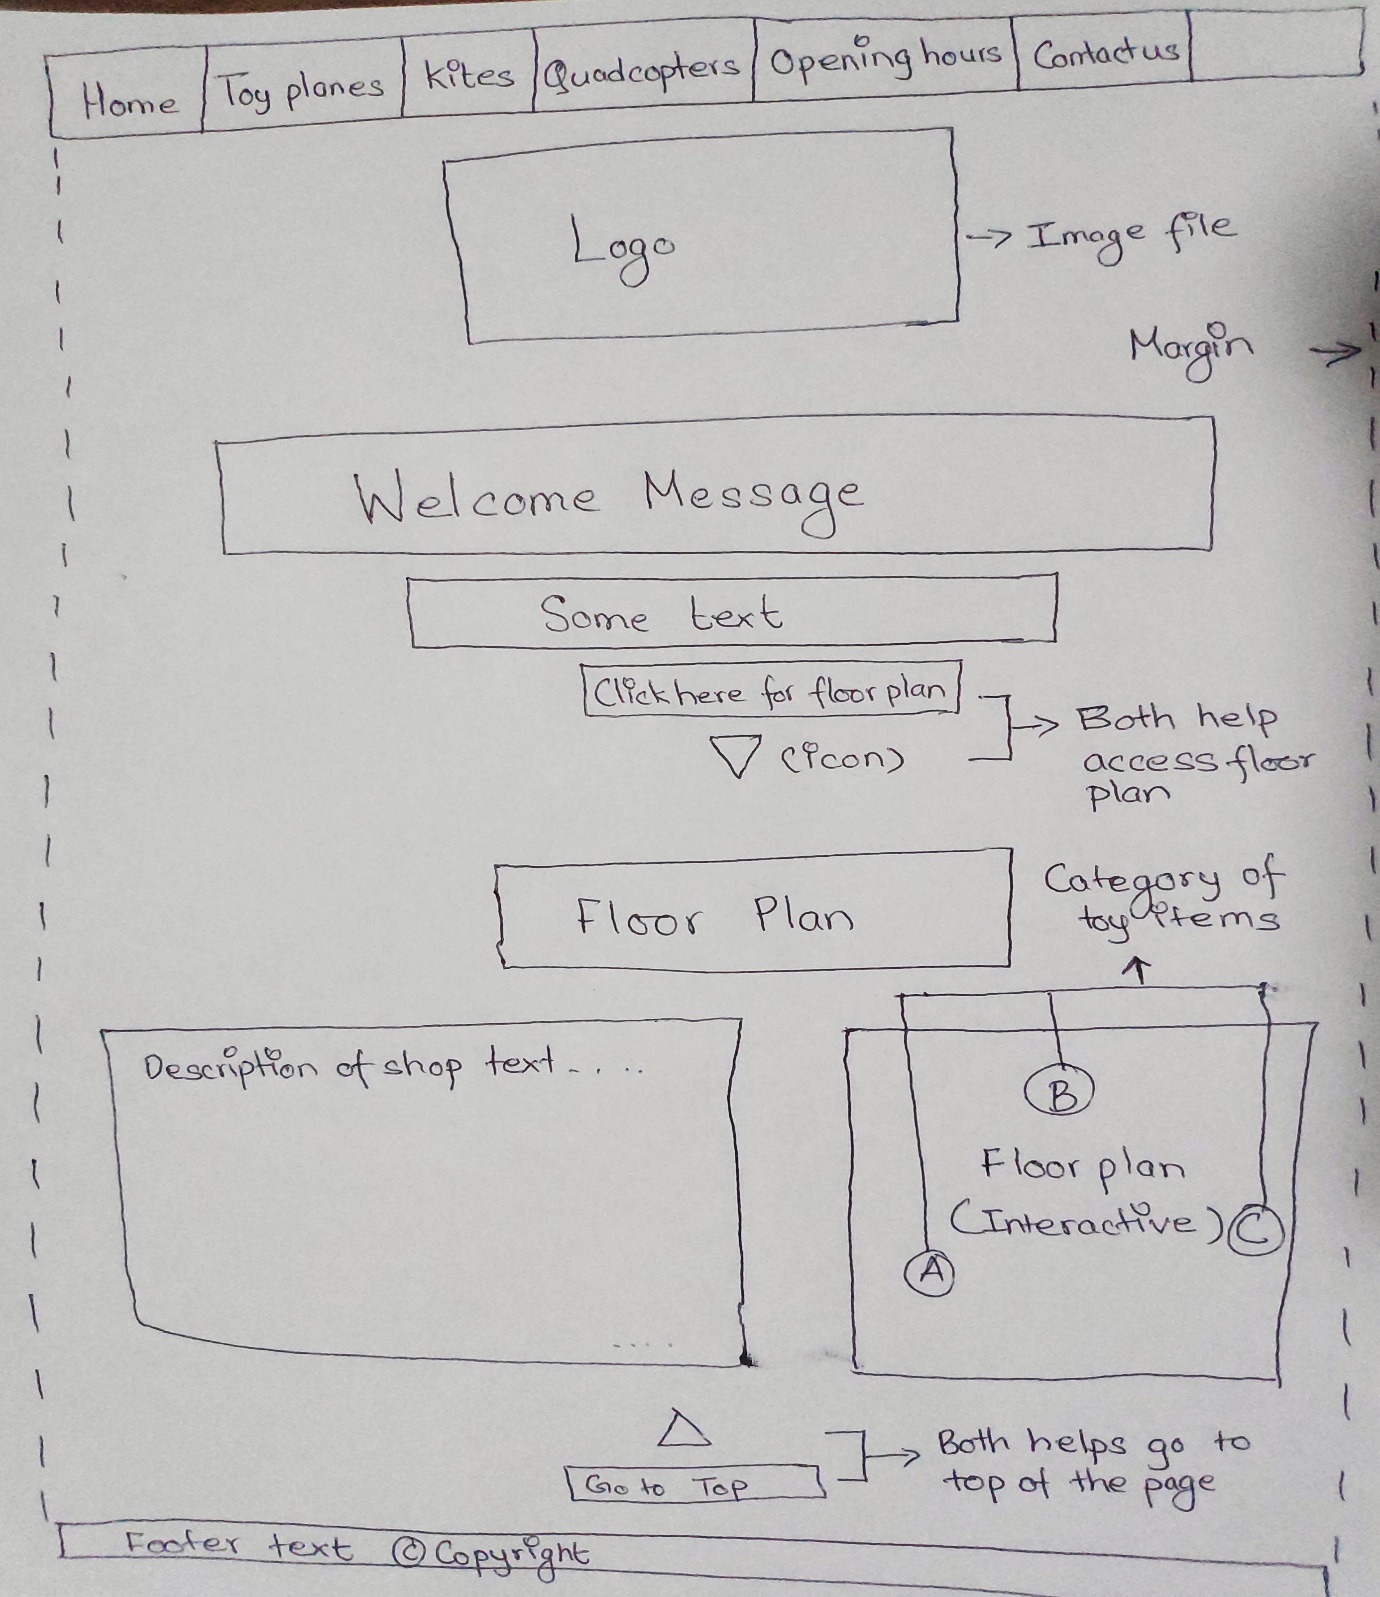 Home Toy planes Kites Quadcopters Opening hours Contact us
Logo
→ Image file
Margin →
Welcome Message
Some text
Click here for floor plan
▽ (icon)
→ Both help
access floor
plan
Floor Plan
Category of
toy items
↑
Description of shop text.....
....
B
Floor plan
(Interactive)
C
A
△
Go to Top
→ Both helps go to
top of the page
Footer text © Copyright